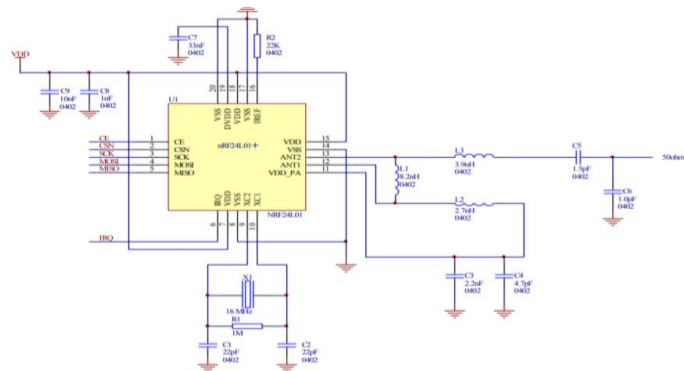 C7
33nF
0402
R2
22K
0402
VDD
C9
10nF
0402
C8
1nF
0402
20
19
18
17
16
U1
VSS
DVDD
VDD
VSS
IREF
nRF24L01+
CE
CSN
SCK
MOSI
MISO
1
2
3
4
5
CE
CSN
SCK
MOSI
MISO
VDD
VSS
ANT2
ANT1
VDD_PA
15
14
13
12
11
IRQ
VDD
VSS
XC2
XC1
NRF24L01
6
7
8
9
10
IRQ
L3
3.9nH
0402
C5
1.5pF
0402
50ohm
L1
8.2nH
0402
L2
2.7nH
0402
C6
1.0pF
0402
C3
2.2nF
0402
C4
4.7pF
0402
X1
16 MHz
R1
1M
C1
22pF
0402
C2
22pF
0402